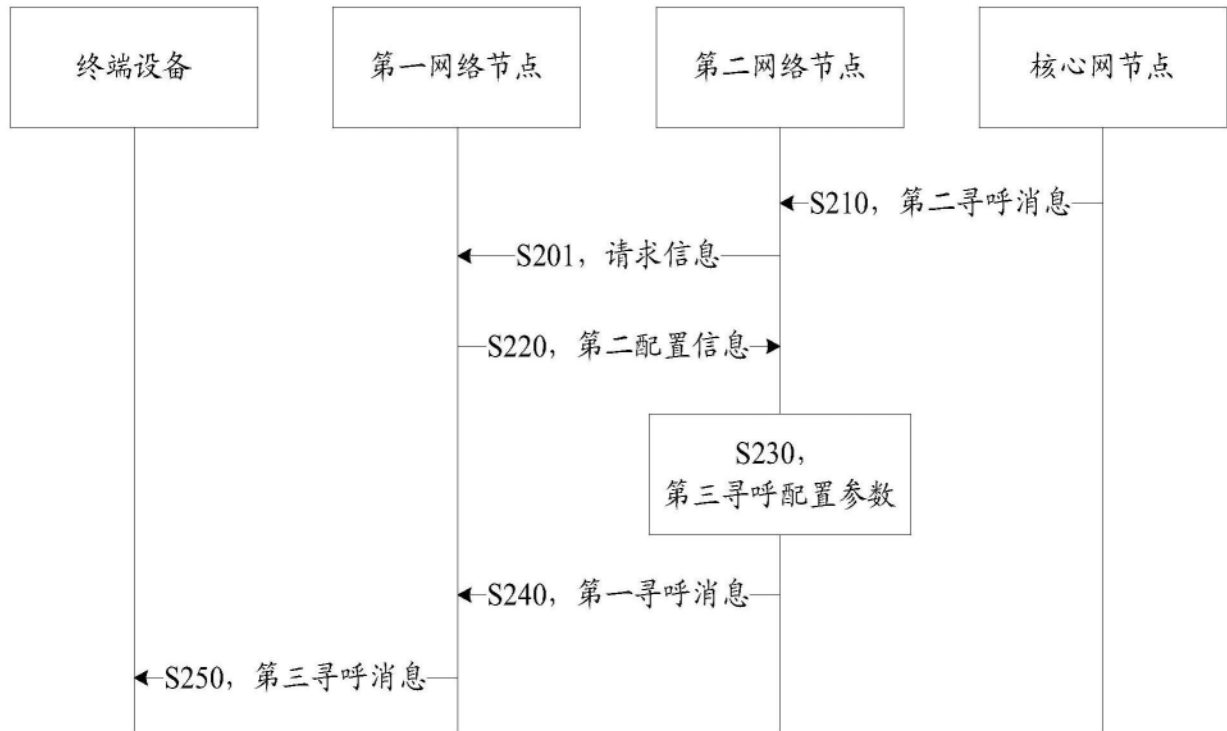 终端设备
第一网络节点
第二网络节点
核心网节点
S210，第二寻呼消息
S201，请求信息
S220，第二配置信息
S230，
第三寻呼配置参数
S240，第一寻呼消息
S250，第三寻呼消息